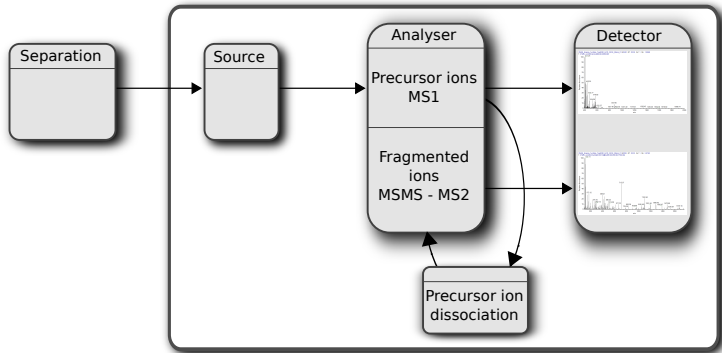 Separation
Source
Analyser
Precursor ions
MS1
Fragmented
ions
MSMS - MS2
Detector
Precursor ion
dissociation